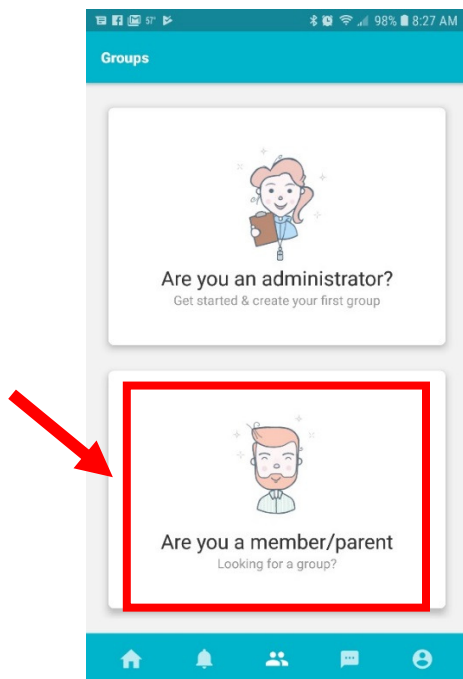 57° 98% 8:27 AM
Groups
Are you an administrator?
Get started & create your first group
Are you a member/parent
Looking for a group?